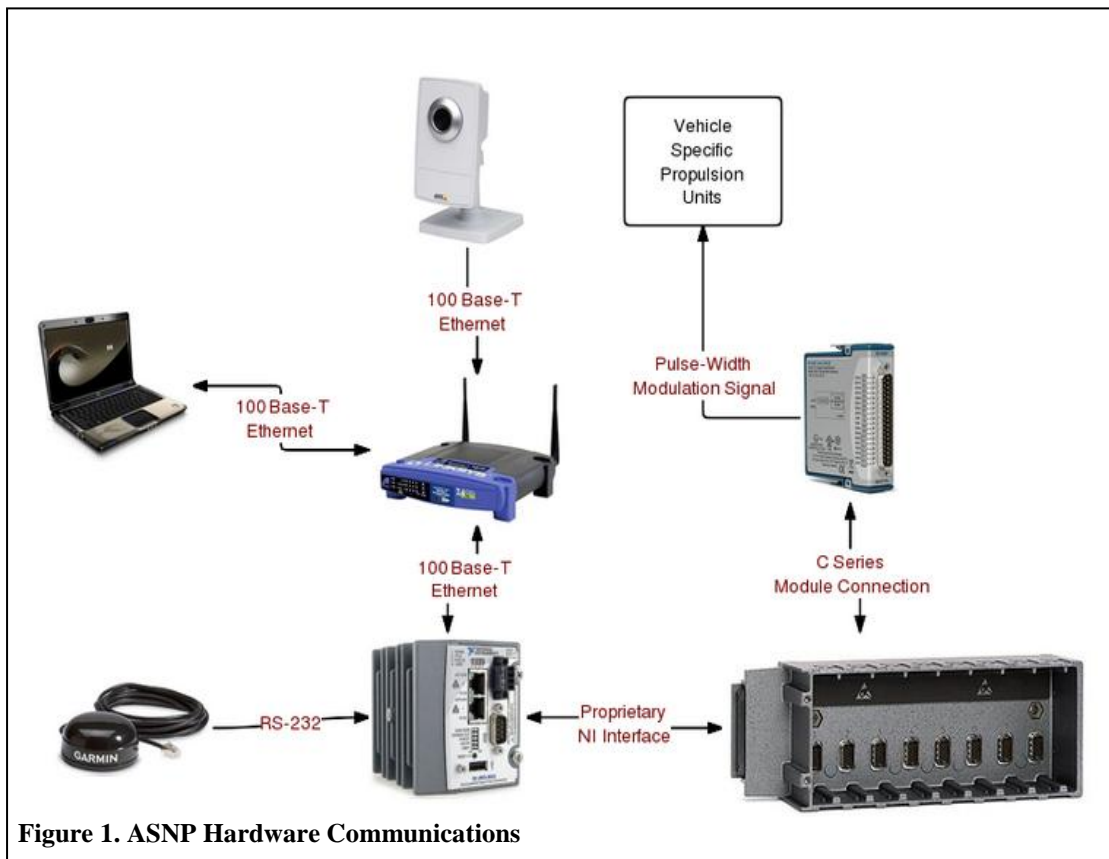 Vehicle
Specific
Propulsion
Units
100 Base-T
Ethernet
Pulse-Width
Modulation Signal
100 Base-T
Ethernet
100 Base-T
Ethernet
C Series
Module Connection
GARMIN
RS-232
Proprietary
NI Interface
Figure 1. ASNP Hardware Communications